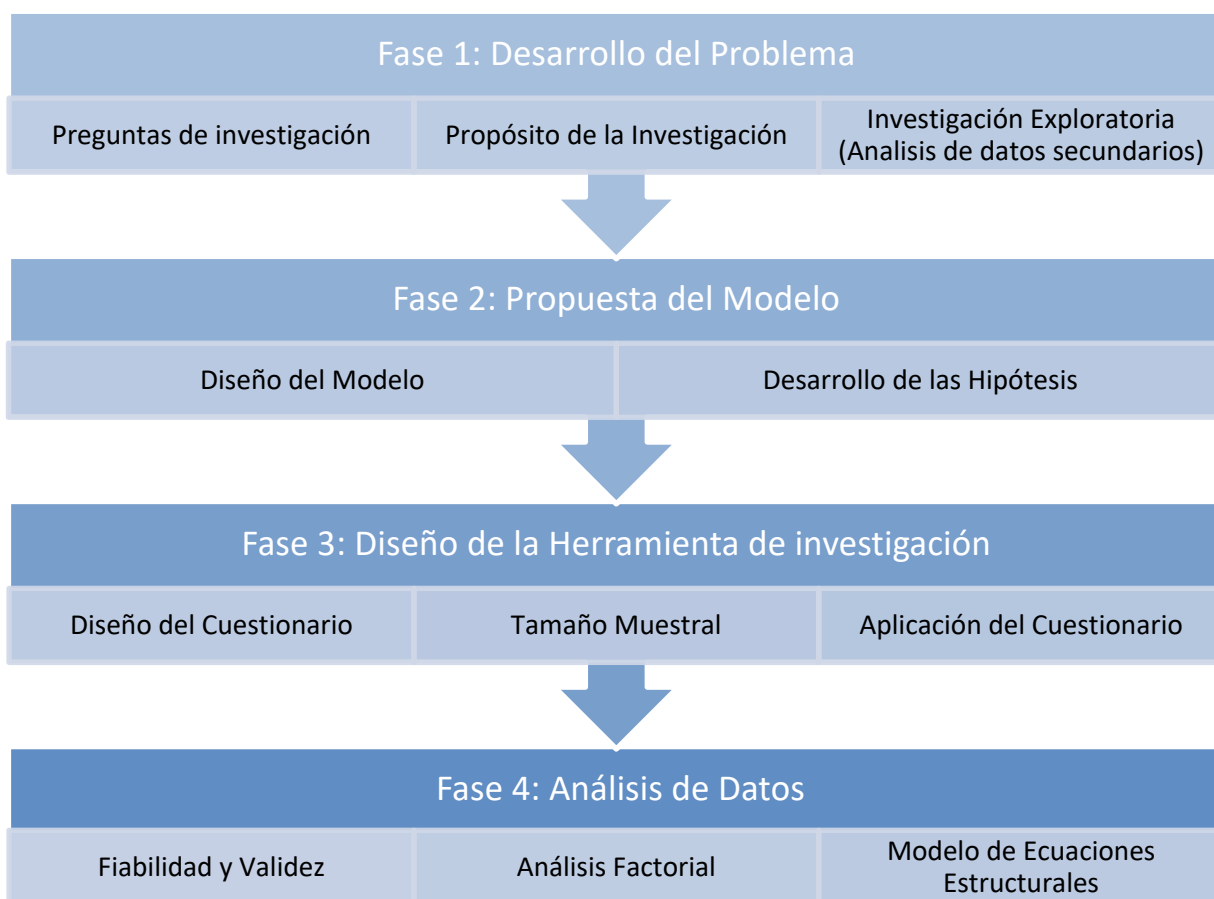 Fase 1: Desarrollo del Problema
Preguntas de investigación
Propósito de la Investigación
Investigación Exploratoria
(Analisis de datos secundarios)
Fase 2: Propuesta del Modelo
Diseño del Modelo
Desarrollo de las Hipótesis
Fase 3: Diseño de la Herramienta de investigación
Diseño del Cuestionario
Tamaño Muestral
Aplicación del Cuestionario
Fase 4: Análisis de Datos
Fiabilidad y Validez
Análisis Factorial
Modelo de Ecuaciones
Estructurales